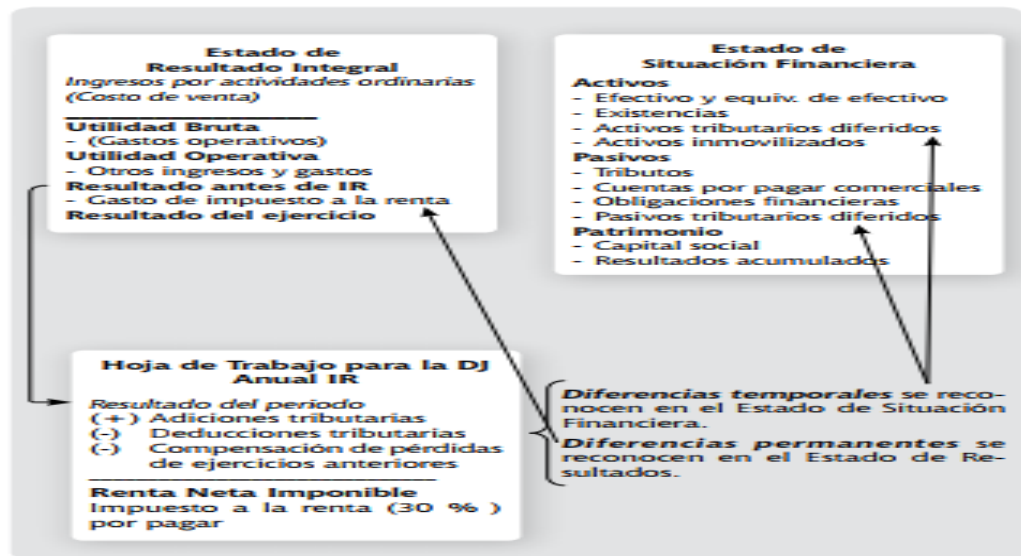 Estado de
Resultado Integral
Ingresos por actividades ordinarias
(Costo de venta)
Utilidad Bruta
- (Gastos operativos)
Utilidad Operativa
- Otros ingresos y gastos
Resultado antes de IR
- Gasto de impuesto a la renta
Resultado del ejercicio
Estado de
Situación Financiera
Activos
- Efectivo y equiv. de efectivo
- Existencias
- Activos tributarios diferidos
- Activos inmovilizados
Pasivos
- Tributos
- Cuentas por pagar comerciales
- Obligaciones financieras
- Pasivos tributarios diferidos
Patrimonio
- Capital social
- Resultados acumulados
Hoja de Trabajo para la DJ
Anual IR
Resultado del periodo
(+) Adiciones tributarias
(-) Deducciones tributarias
(-) Compensación de pérdidas
de ejercicios anteriores
Renta Neta Imponible
Impuesto a la renta (30 % )
por pagar
Diferencias temporales se reco-
nocen en el Estado de Situación
Financiera.
Diferencias permanentes se
reconocen en el Estado de Re-
sultados.